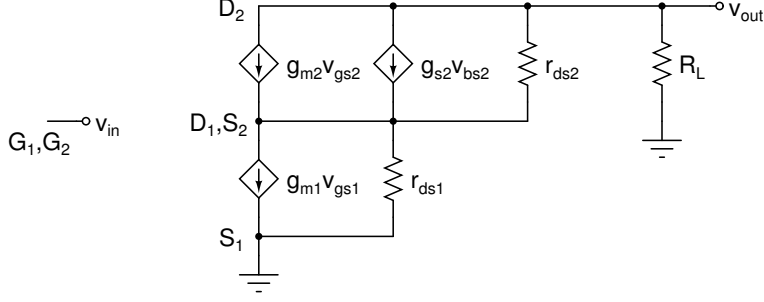 D2
vout
gm2vgs2
gs2vbs2
rds2
RL
vin
G1,G2
D1,S2
gm1vgs1
rds1
S1